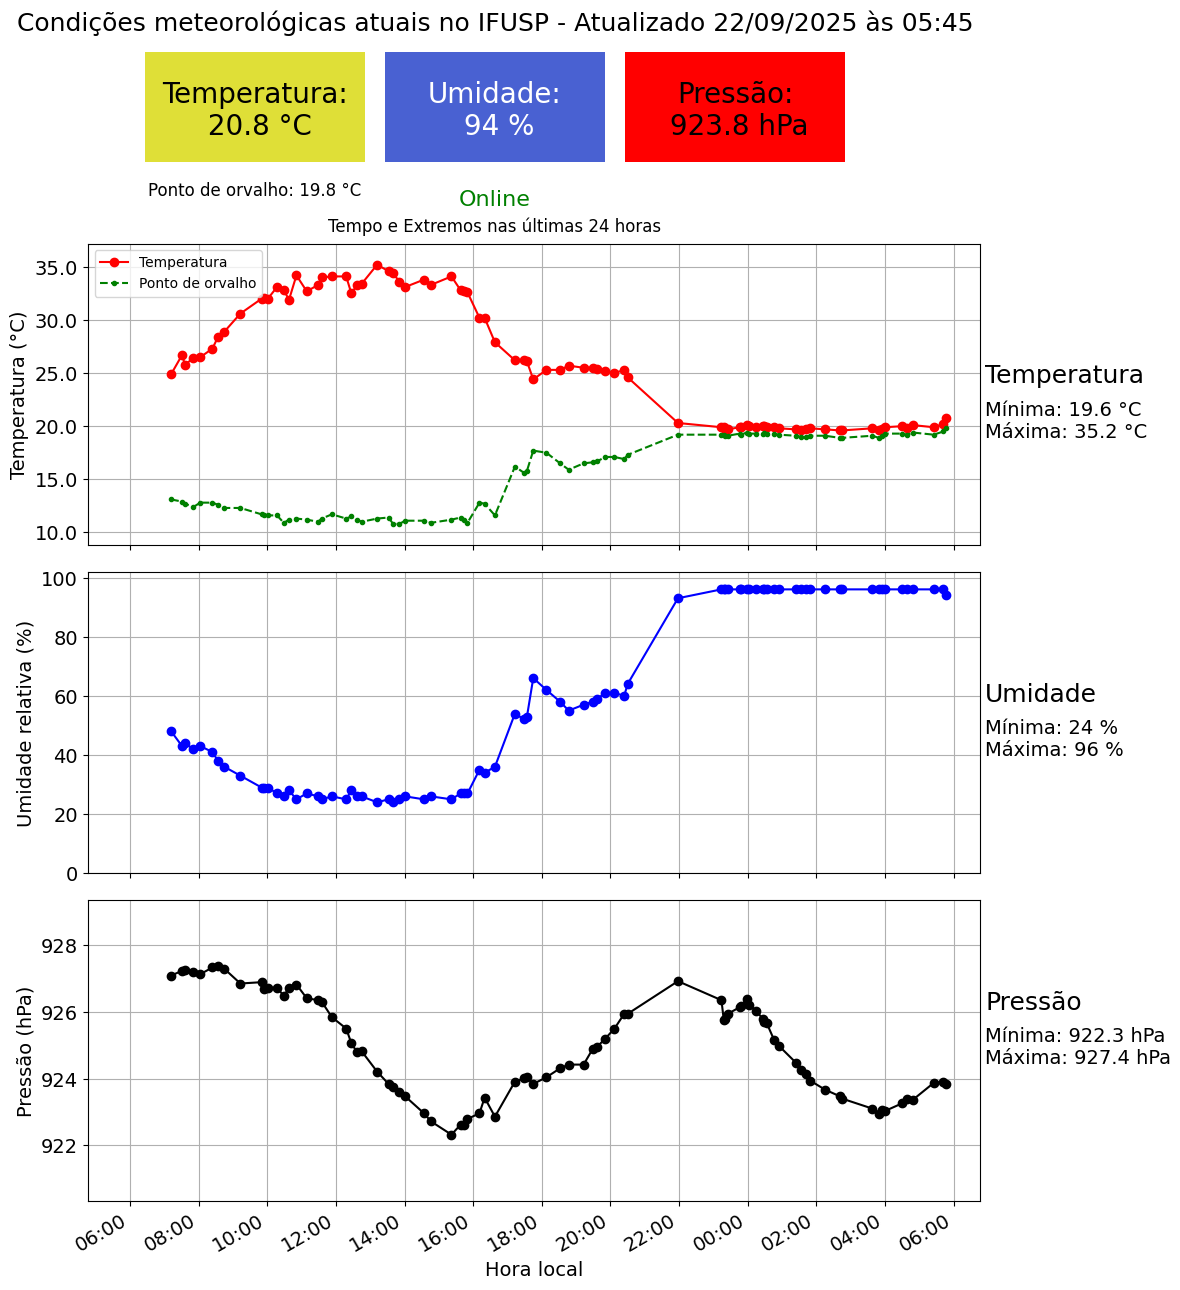 Condições meteorológicas atuais no IFUSP - Atualizado 22/09/2025 às 05:45
Temperatura:
20.8 °C
Umidade:
94 %
Pressão:
923.8 hPa
Ponto de orvalho: 19.8 °C
Online
Tempo e Extremos nas últimas 24 horas
Temperatura
Ponto de orvalho
Temperatura (°C)
35.0
30.0
25.0
20.0
15.0
10.0
Temperatura
Mínima: 19.6 °C
Máxima: 35.2 °C
Umidade relativa (%)
100
80
60
40
20
0
Umidade
Mínima: 24 %
Máxima: 96 %
Pressão (hPa)
928
926
924
922
Pressão
Mínima: 922.3 hPa
Máxima: 927.4 hPa
06:00 08:00 10:00 12:00 14:00 16:00 18:00 20:00 22:00 00:00 02:00 04:00 06:00
Hora local